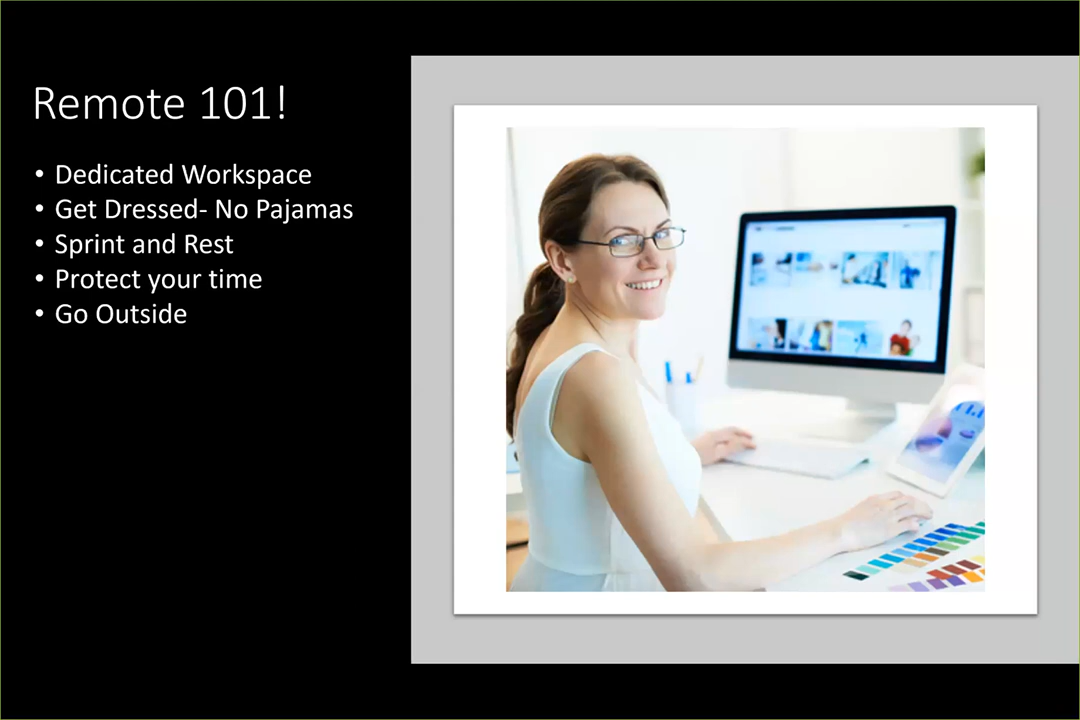 Remote 101!
• Dedicated Workspace
• Get Dressed- No Pajamas
• Sprint and Rest
• Protect your time
• Go Outside